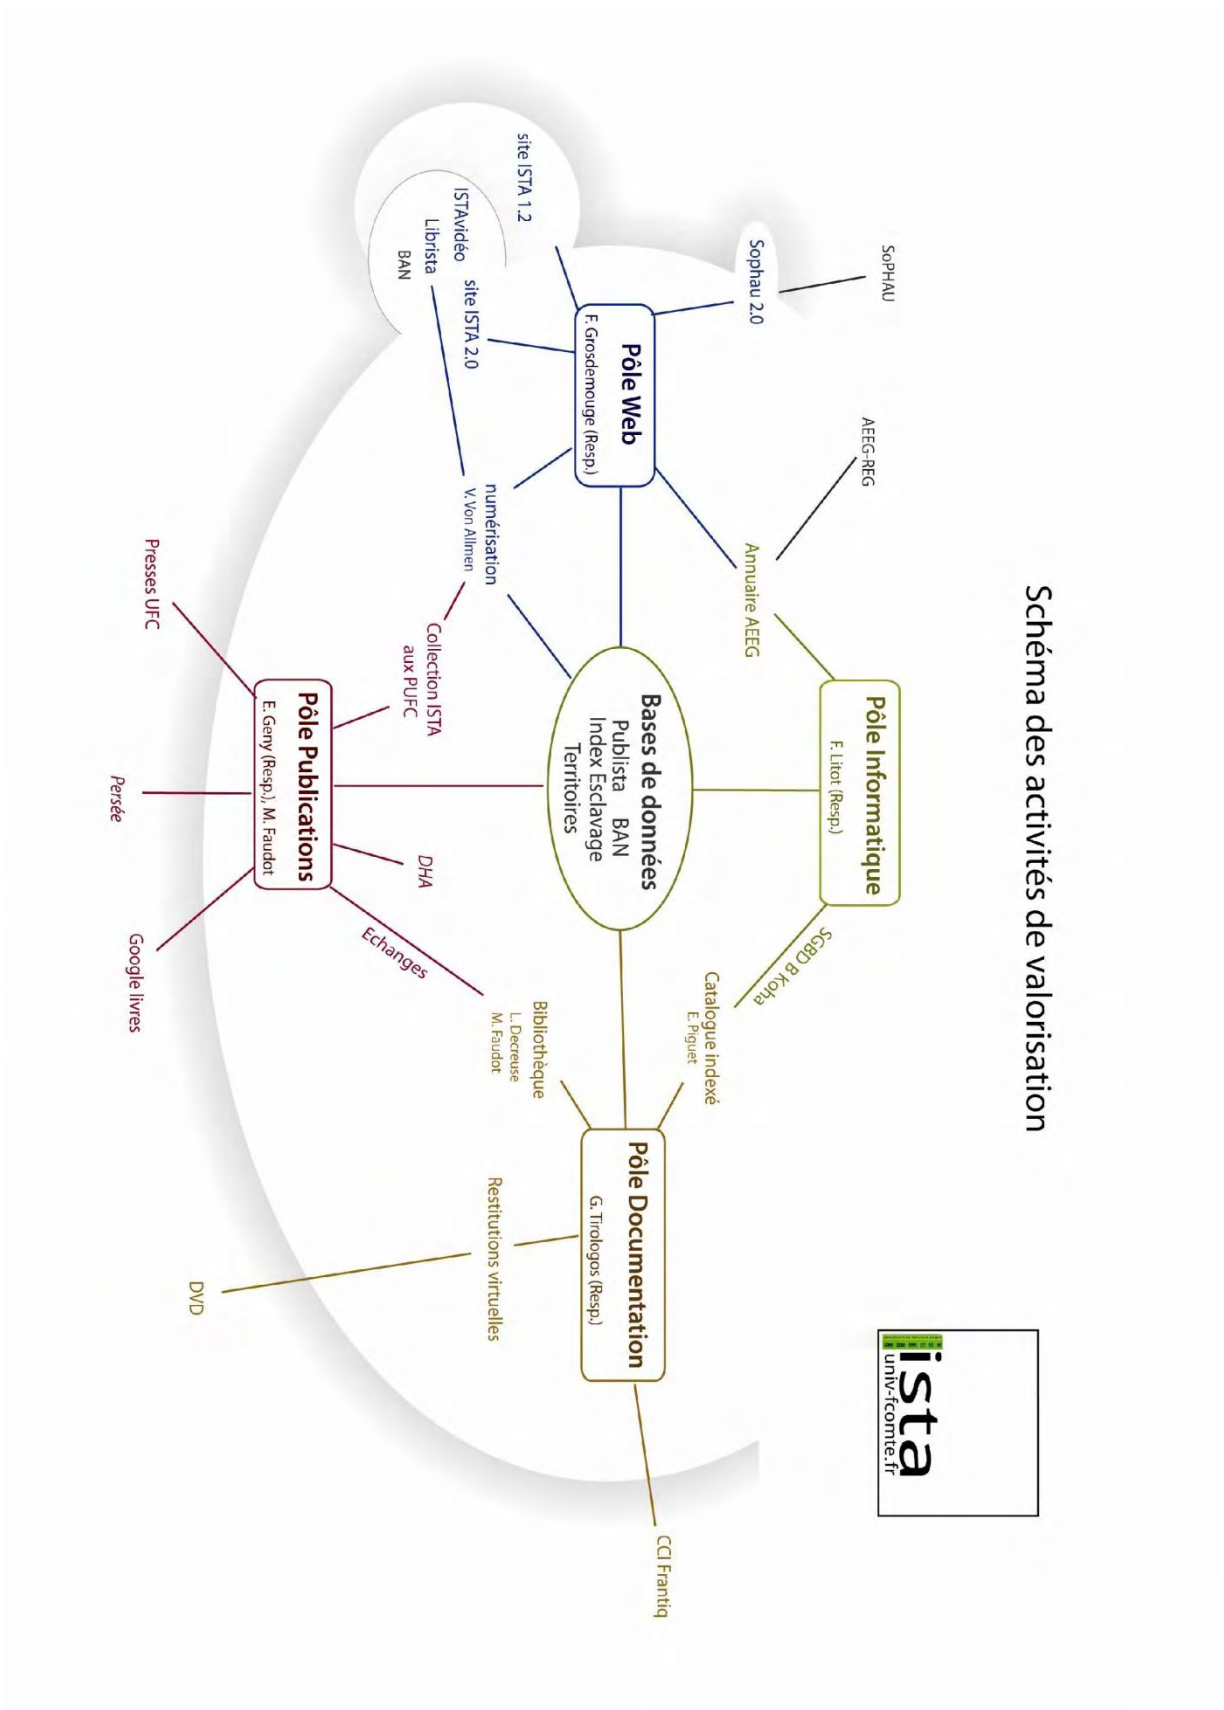 Schéma des activités de valorisation
ista
univ-fcomte.fr
SoPHAU
AEEG-REG
Pôle Informatique
F. Litot (Resp.)
Sophau 2.0
Annuaire AEEG
SGBD B Koha
Catalogue indexé
E. Piguet
site ISTA 1.2
Pôle Web
F. Grosdemouge (Resp.)
Bases de données
Publista BAN
Index Esclavage
Territoires
Pôle Documentation
G. Tirologos (Resp.)
CCI Frantiq
ISTAvidéo
Librista
BAN
site ISTA 2.0
numérisation
V. Von Allmen
Bibliothèque
L. Decreuse
M. Faudot
Restitutions virtuelles
Collection ISTA
aux PUFC
DHA
Echanges
Pôle Publications
E. Geny (Resp.), M. Faudot
Presses UFC
Persée
Google livres
DVD